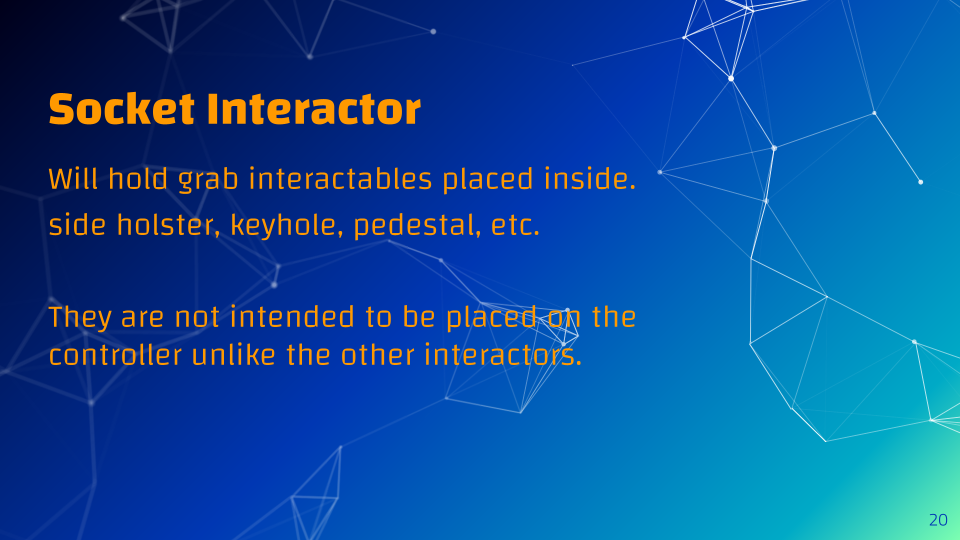 Socket Interactor
Will hold grab interactables placed inside.
side holster, keyhole, pedestal, etc.
They are not intended to be placed on the
controller unlike the other interactors.
20